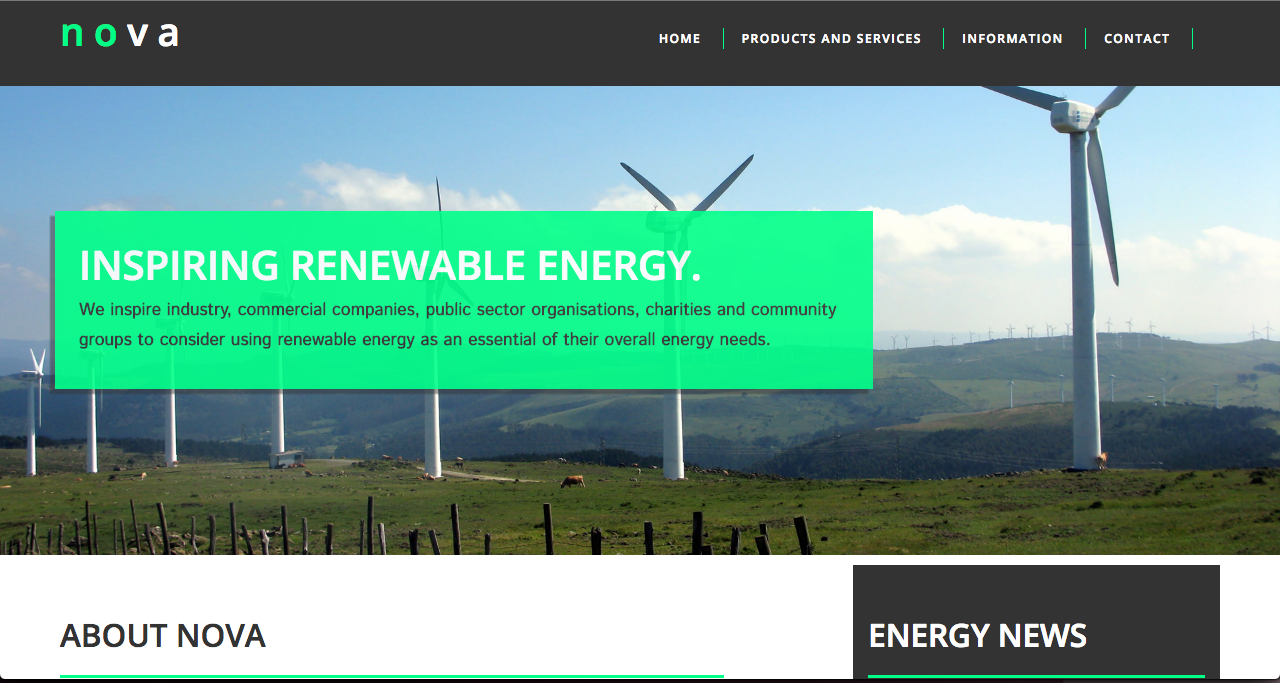 nova
HOME PRODUCTS AND SERVICES INFORMATION CONTACT
INSPIRING RENEWABLE ENERGY.
We inspire industry, commercial companies, public sector organisations, charities and community
groups to consider using renewable energy as an essential of their overall energy needs.
ABOUT NOVA
ENERGY NEWS